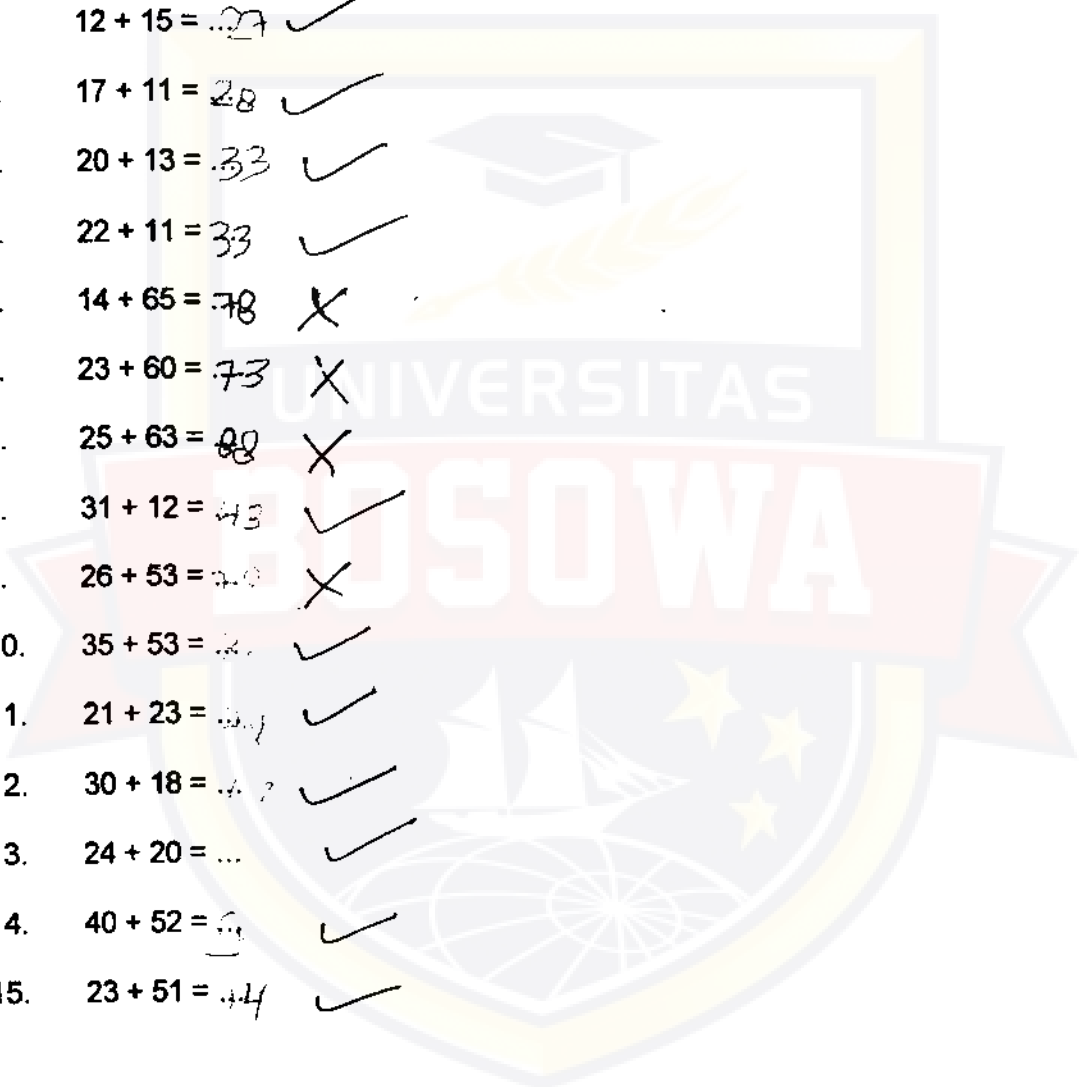 12 + 15 = ...27
17 + 11 = 28
20 + 13 = .33
22 + 11 = 33
. 14 + 65 = .78
. 23 + 60 = .73
UNIVERSITAS
. 25 + 63 = 88
. 31 + 12 = 43
BOSOWA
. 26 + 53 =
0. 35 + 53 =
1. 21 + 23 =
2. 30 + 18 =
3. 24 + 20 = ...
4. 40 + 52 =
15. 23 + 51 =